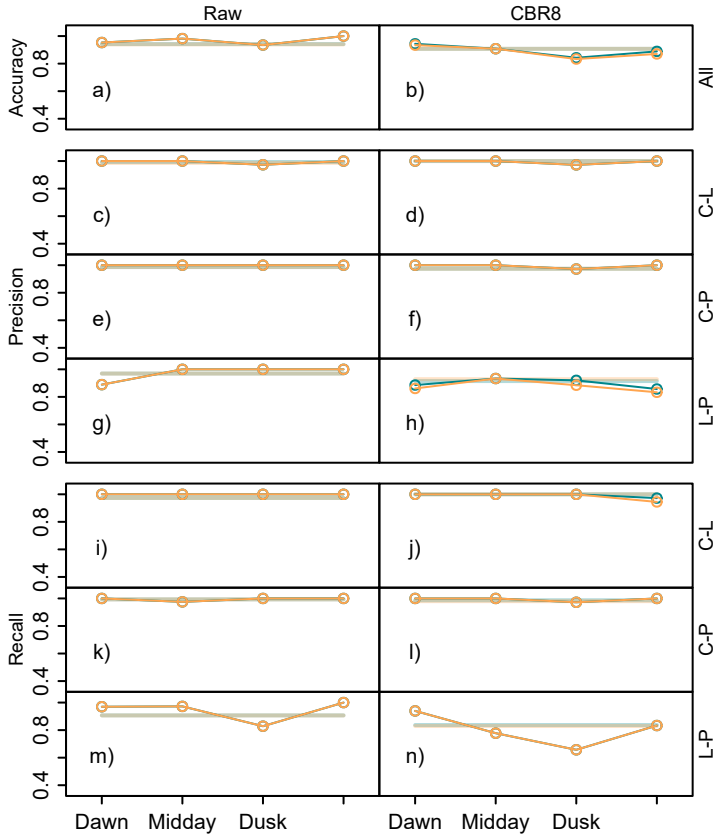 Raw CBR8
Accuracy 0.4 0.8 a) b) All
c) d) C-L
0.4 0.8
Precision e) f) C-P
0.4 0.8
g) h) L-P
0.4 0.8
i) j) C-L
0.4 0.8
Recall k) l) C-P
0.4 0.8
m) n) L-P
0.4 0.8
Dawn Midday Dusk Dawn Midday Dusk